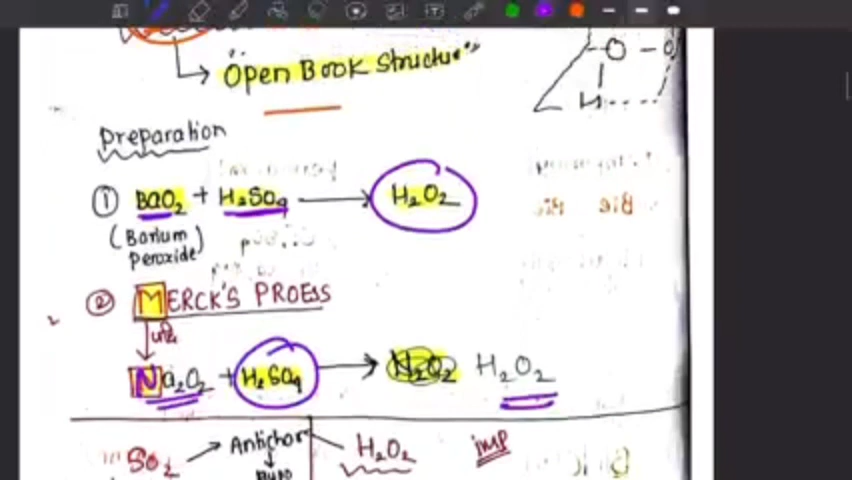 Open Book Structure
O - O
H
Preparation
① BaO2 + H2SO4 → H2O2
(Barium
Peroxide)
② MERCK'S PROESS
Na2O2 + H2SO4 → H2O2 H2O2
SO2 → Antichlor H2O2 imp